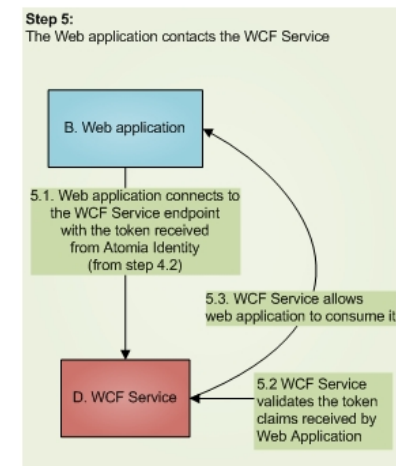 Step 5:
The Web application contacts the WCF Service
B. Web application
5.1. Web application connects to
the WCF Service endpoint
with the token received
from Atomia Identity
(from step 4.2)
5.3. WCF Service allows
web application to consume it
D. WCF Service
5.2 WCF Service
validates the token
claims received by
Web Application